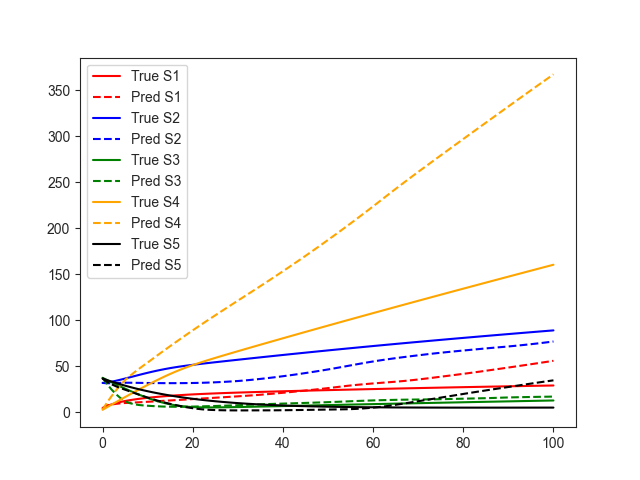 True S1
Pred S1
True S2
Pred S2
True S3
Pred S3
True S4
Pred S4
True S5
Pred S5
350
300
250
200
150
100
50
0
0 20 40 60 80 100